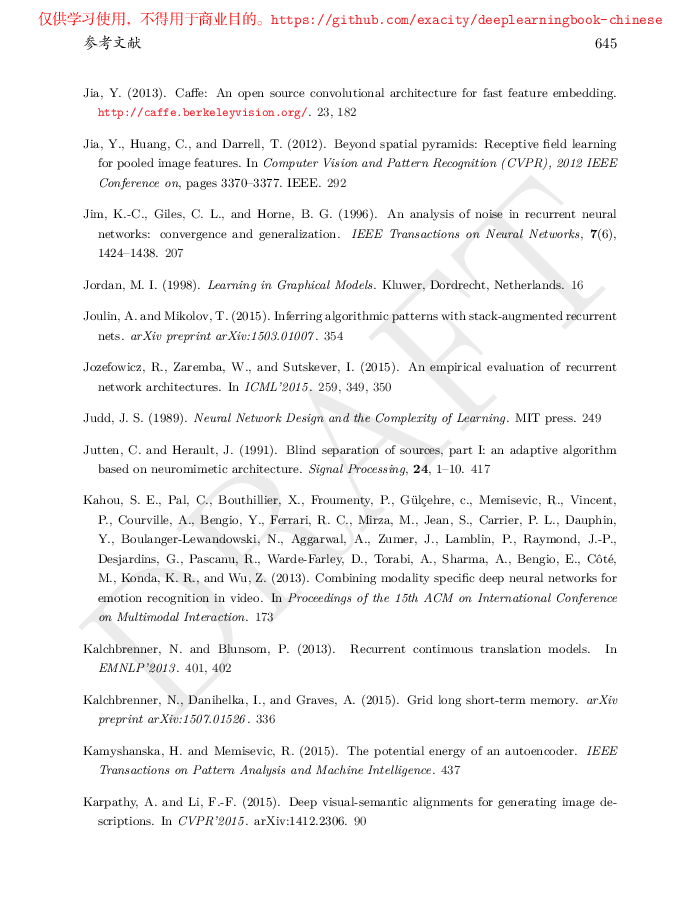 仅供学习使用，不得用于商业目的。https://github.com/exacity/deeplearningbook-chinese
参考文献 645
Jia, Y. (2013). Caffe: An open source convolutional architecture for fast feature embedding.
http://caffe.berkeleyvision.org/. 23, 182
Jia, Y., Huang, C., and Darrell, T. (2012). Beyond spatial pyramids: Receptive field learning
for pooled image features. In Computer Vision and Pattern Recognition (CVPR), 2012 IEEE
Conference on, pages 3370–3377. IEEE. 292
Jim, K.-C., Giles, C. L., and Horne, B. G. (1996). An analysis of noise in recurrent neural
networks: convergence and generalization. IEEE Transactions on Neural Networks, 7(6),
1424–1438. 207
Jordan, M. I. (1998). Learning in Graphical Models. Kluwer, Dordrecht, Netherlands. 16
Joulin, A. and Mikolov, T. (2015). Inferring algorithmic patterns with stack-augmented recurrent
nets. arXiv preprint arXiv:1503.01007. 354
Jozefowicz, R., Zaremba, W., and Sutskever, I. (2015). An empirical evaluation of recurrent
network architectures. In ICML'2015. 259, 349, 350
Judd, J. S. (1989). Neural Network Design and the Complexity of Learning. MIT press. 249
Jutten, C. and Herault, J. (1991). Blind separation of sources, part I: an adaptive algorithm
based on neuromimetic architecture. Signal Processing, 24, 1–10. 417
Kahou, S. E., Pal, C., Bouthillier, X., Froumenty, P., Gülçehre, c., Memisevic, R., Vincent,
P., Courville, A., Bengio, Y., Ferrari, R. C., Mirza, M., Jean, S., Carrier, P. L., Dauphin,
Y., Boulanger-Lewandowski, N., Aggarwal, A., Zumer, J., Lamblin, P., Raymond, J.-P.,
Desjardins, G., Pascanu, R., Warde-Farley, D., Torabi, A., Sharma, A., Bengio, E., Côté,
M., Konda, K. R., and Wu, Z. (2013). Combining modality specific deep neural networks for
emotion recognition in video. In Proceedings of the 15th ACM on International Conference
on Multimodal Interaction. 173
Kalchbrenner, N. and Blunsom, P. (2013). Recurrent continuous translation models. In
EMNLP'2013. 401, 402
Kalchbrenner, N., Danihelka, I., and Graves, A. (2015). Grid long short-term memory. arXiv
preprint arXiv:1507.01526. 336
Kamyshanska, H. and Memisevic, R. (2015). The potential energy of an autoencoder. IEEE
Transactions on Pattern Analysis and Machine Intelligence. 437
Karpathy, A. and Li, F.-F. (2015). Deep visual-semantic alignments for generating image de-
scriptions. In CVPR'2015. arXiv:1412.2306. 90
DRAFT